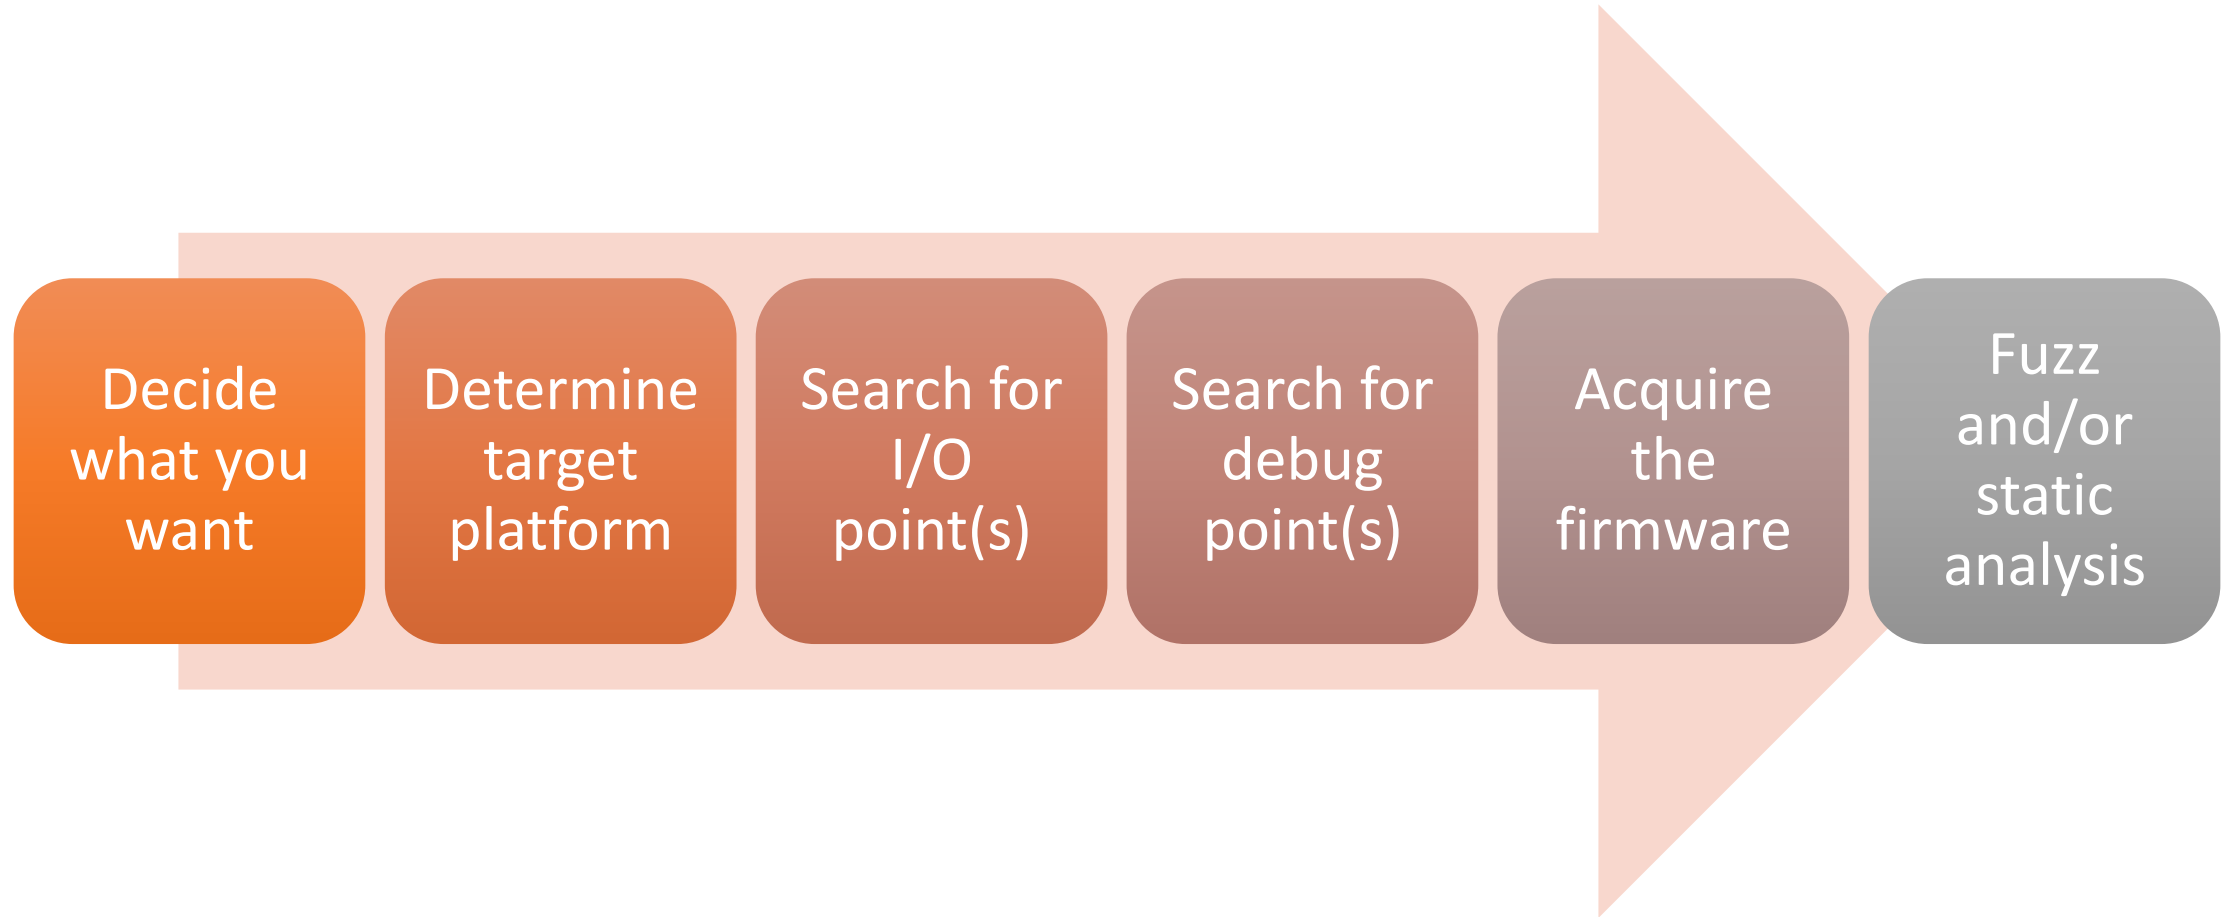 Decide
what you
want
Determine
target
platform
Search for
I/O
point(s)
Search for
debug
point(s)
Acquire
the
firmware
Fuzz
and/or
static
analysis